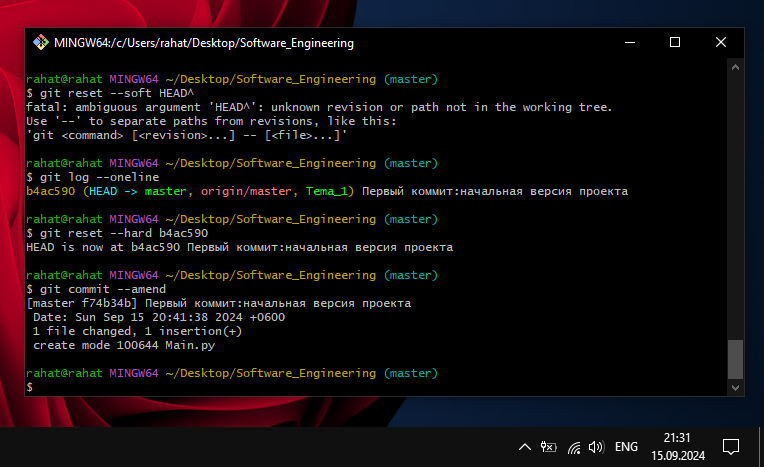 MINGW64:/c/Users/rahat/Desktop/Software_Engineering
rahat@rahat MINGW64 ~/Desktop/Software_Engineering (master)
$ git reset --soft HEAD^
fatal: ambiguous argument 'HEAD^': unknown revision or path not in the working tree.
Use '--' to separate paths from revisions, like this:
'git <command> [<revision>...] -- [<file>...]'
rahat@rahat MINGW64 ~/Desktop/Software_Engineering (master)
$ git log --oneline
b4ac590 (HEAD -> master, origin/master, Tema_1) Первый коммит:начальная версия проекта
rahat@rahat MINGW64 ~/Desktop/Software_Engineering (master)
$ git reset --hard b4ac590
HEAD is now at b4ac590 Первый коммит:начальная версия проекта
rahat@rahat MINGW64 ~/Desktop/Software_Engineering (master)
$ git commit --amend
[master f74b34b] Первый коммит:начальная версия проекта
Date: Sun Sep 15 20:41:38 2024 +0600
1 file changed, 1 insertion(+)
create mode 100644 Main.py
rahat@rahat MINGW64 ~/Desktop/Software_Engineering (master)
$
ENG
21:31
15.09.2024